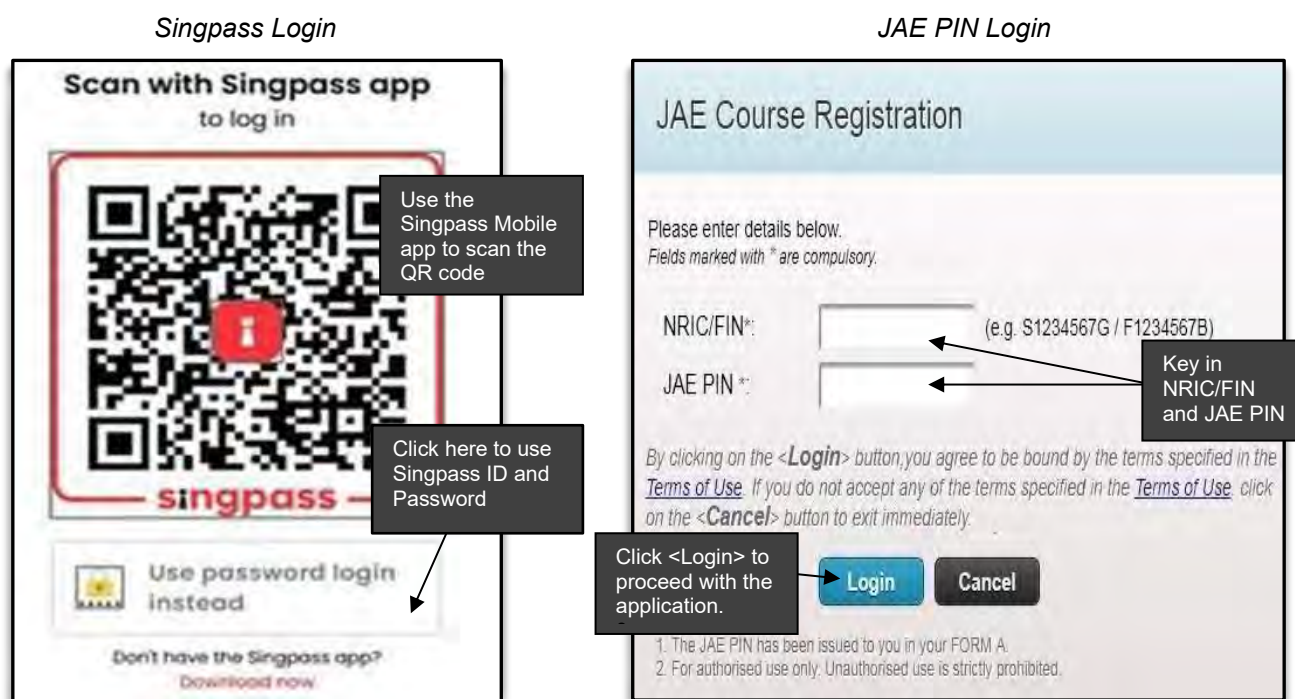 Singpass Login
Scan with Singpass app
to log in
Use the
Singpass Mobile
app to scan the
QR code
Click here to use
Singpass ID and
Password
singpass
Use password login
instead
Don't have the Singpass app?
Download now
JAE PIN Login
JAE Course Registration
Please enter details below.
Fields marked with * are compulsory.
NRIC/FIN*:
(e.g. S1234567G / F1234567B)
JAE PIN *:
Key in
NRIC/FIN
and JAE PIN
By clicking on the <Login> button,you agree to be bound by the terms specified in the
Terms of Use. If you do not accept any of the terms specified in the Terms of Use, click
on the <Cancel> button to exit immediately.
Click <Login> to
proceed with the
application.
Login
Cancel
1. The JAE PIN has been issued to you in your FORM A.
2. For authorised use only. Unauthorised use is strictly prohibited.